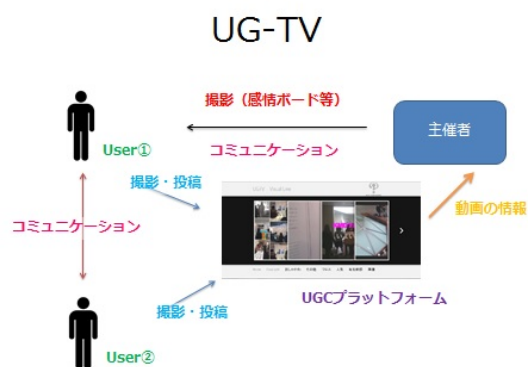 UG-TV
撮影（感情ボード等）
主催者
User①
コミュニケーション
撮影・投稿
コミュニケーション
動画の情報
UGCプラットフォーム
撮影・投稿
User②